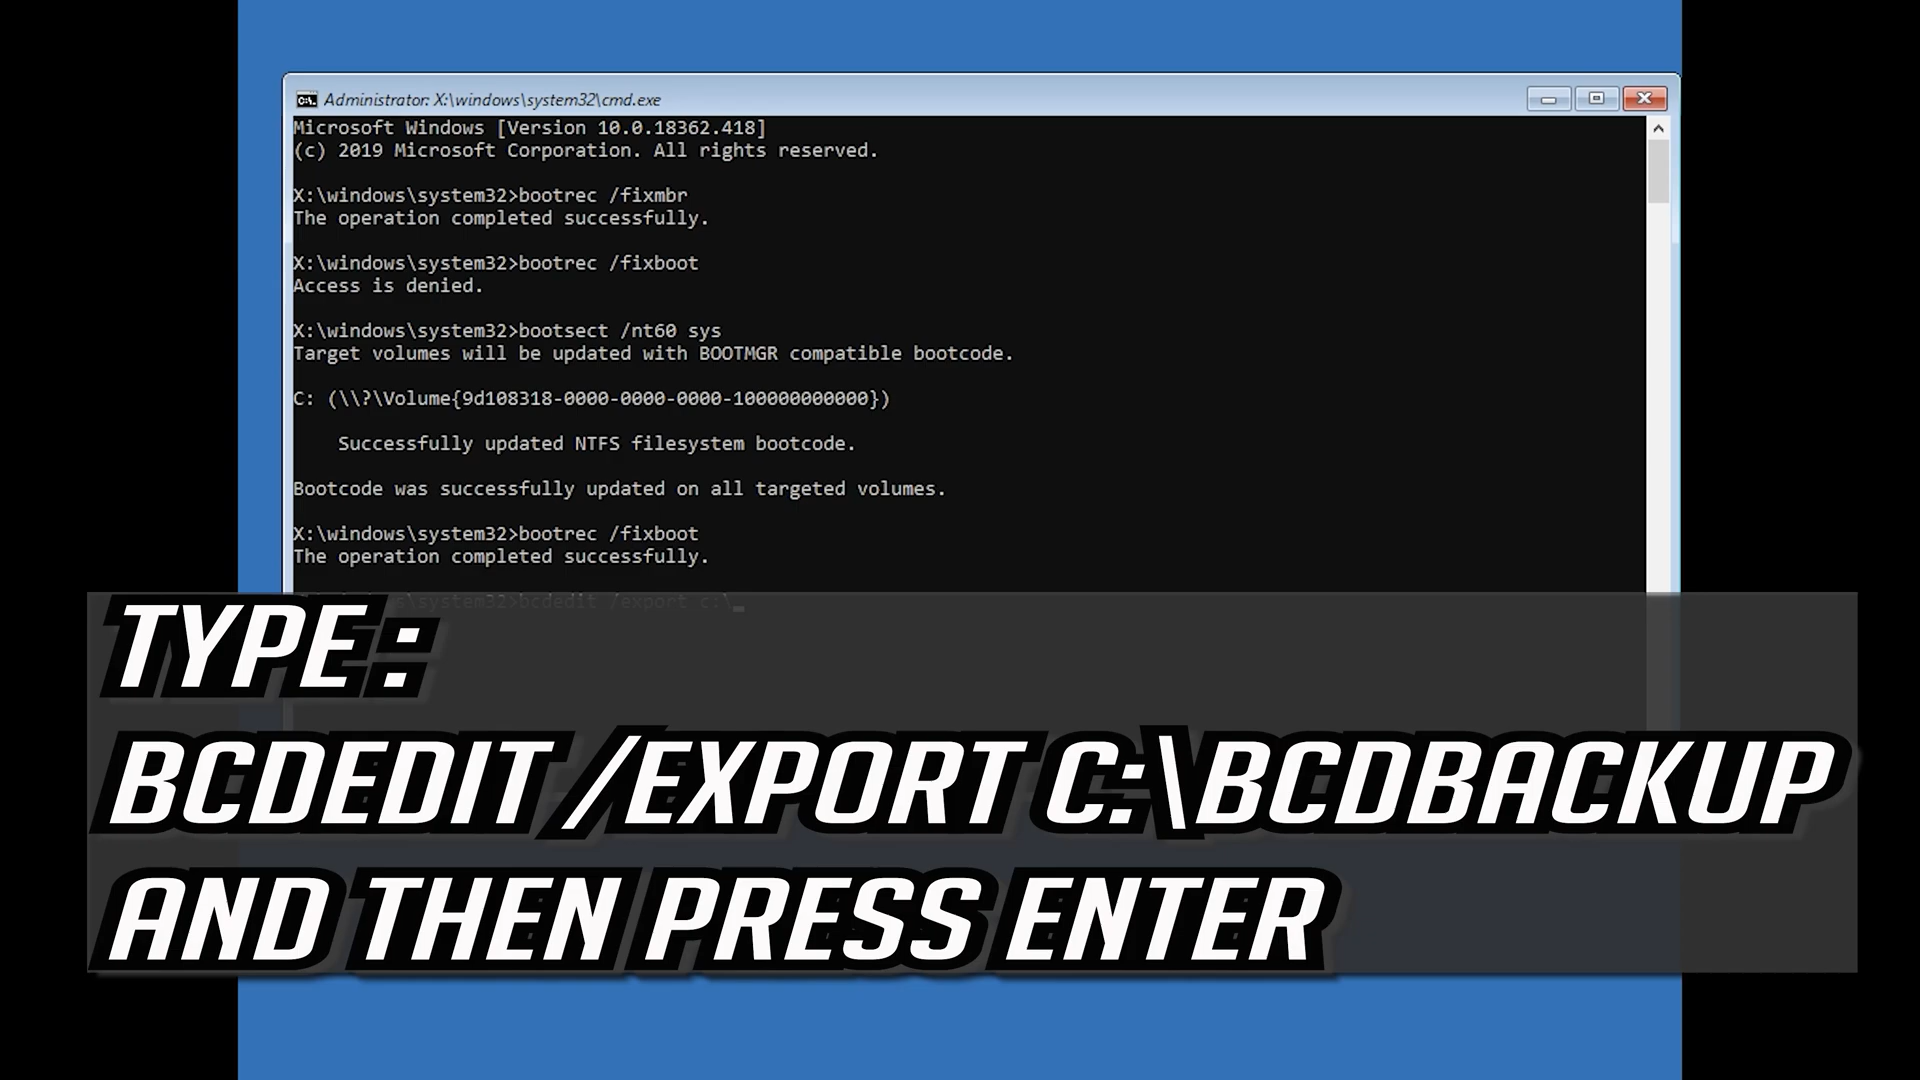 Administrator: X:\windows\system32\cmd.exe
Microsoft Windows [Version 10.0.18362.418]
(c) 2019 Microsoft Corporation. All rights reserved.
X:\windows\system32>bootrec /fixmbr
The operation completed successfully.
X:\windows\system32>bootrec /fixboot
Access is denied.
X:\windows\system32>bootsect /nt60 sys
Target volumes will be updated with BOOTMGR compatible bootcode.
C: (\\?\Volume{9d108318-0000-0000-0000-100000000000})
Successfully updated NTFS filesystem bootcode.
Bootcode was successfully updated on all targeted volumes.
X:\windows\system32>bootrec /fixboot
The operation completed successfully.
system32>bcdedit /export c:\_
TYPE:
BCDEDIT /EXPORT C:\BCDBACKUP
AND THEN PRESS ENTER